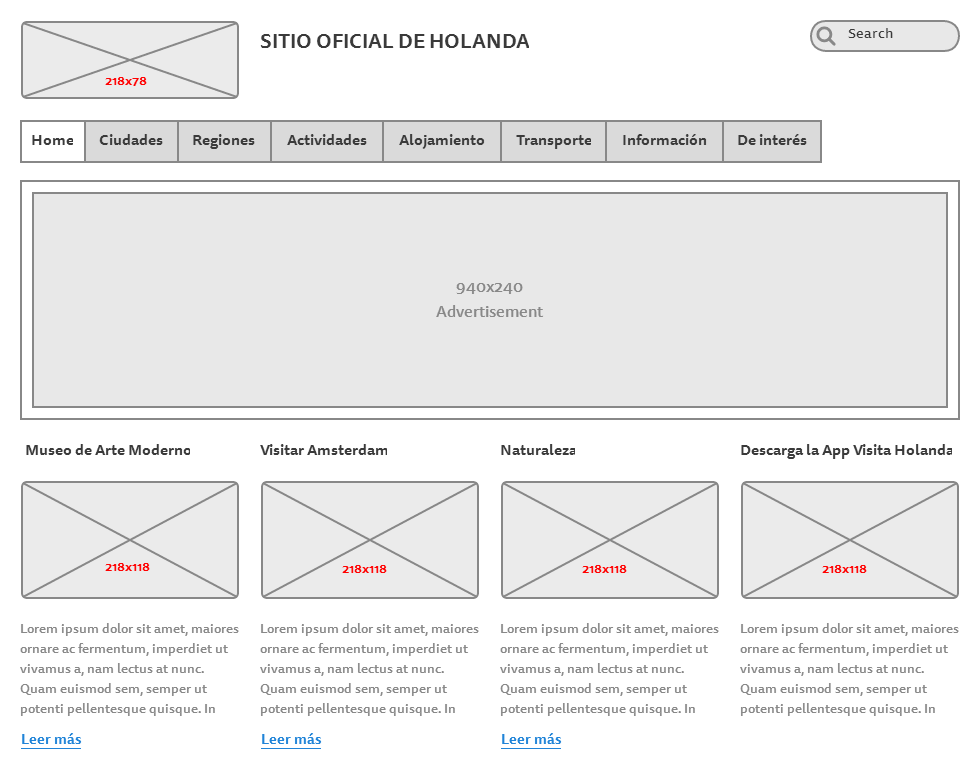 218x78
SITIO OFICIAL DE HOLANDA
Search
Home Ciudades Regiones Actividades Alojamiento Transporte Información De interés
940x240
Advertisement
Museo de Arte Moderno
218x118
Lorem ipsum dolor sit amet, maiores
ornare ac fermentum, imperdiet ut
vivamus a, nam lectus at nunc.
Quam euismod sem, semper ut
potenti pellentesque quisque. In
Leer más
Visitar Amsterdam
218x118
Lorem ipsum dolor sit amet, maiores
ornare ac fermentum, imperdiet ut
vivamus a, nam lectus at nunc.
Quam euismod sem, semper ut
potenti pellentesque quisque. In
Leer más
Naturaleza
218x118
Lorem ipsum dolor sit amet, maiores
ornare ac fermentum, imperdiet ut
vivamus a, nam lectus at nunc.
Quam euismod sem, semper ut
potenti pellentesque quisque. In
Leer más
Descarga la App Visita Holanda
218x118
Lorem ipsum dolor sit amet, maiores
ornare ac fermentum, imperdiet ut
vivamus a, nam lectus at nunc.
Quam euismod sem, semper ut
potenti pellentesque quisque. In